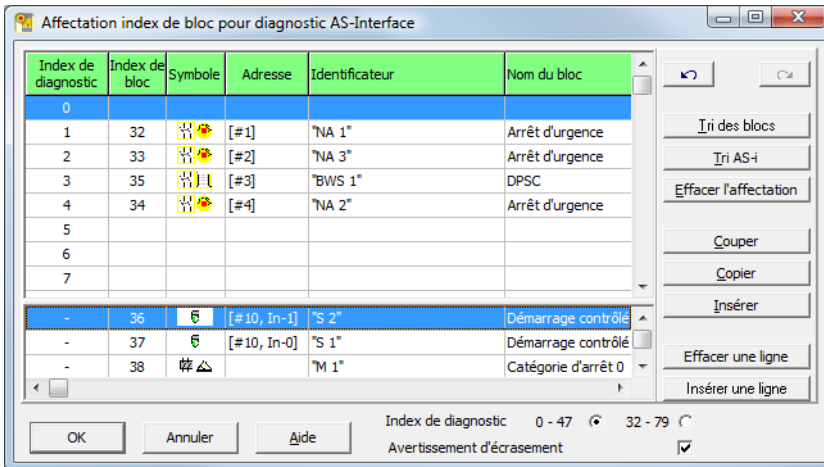 Affectation index de bloc pour diagnostic AS-Interface
Index de diagnostic Index de bloc Symbole Adresse Identificateur Nom du bloc
0
1 32 [#1] "NA 1" Arrêt d'urgence
2 33 [#2] "NA 3" Arrêt d'urgence
3 35 [#3] "BWS 1" DPSC
4 34 [#4] "NA 2" Arrêt d'urgence
5
6
7
- 36 [#10, In-1] "S 2" Démarrage contrôlé
- 37 [#10, In-0] "S 1" Démarrage contrôlé
- 38 "M 1" Catégorie d'arrêt 0
Tri des blocs
Tri AS-i
Effacer l'affectation
Couper
Copier
Insérer
Effacer une ligne
Insérer une ligne
OK Annuler Aide
Index de diagnostic 0 - 47 32 - 79
Avertissement d'écrasement